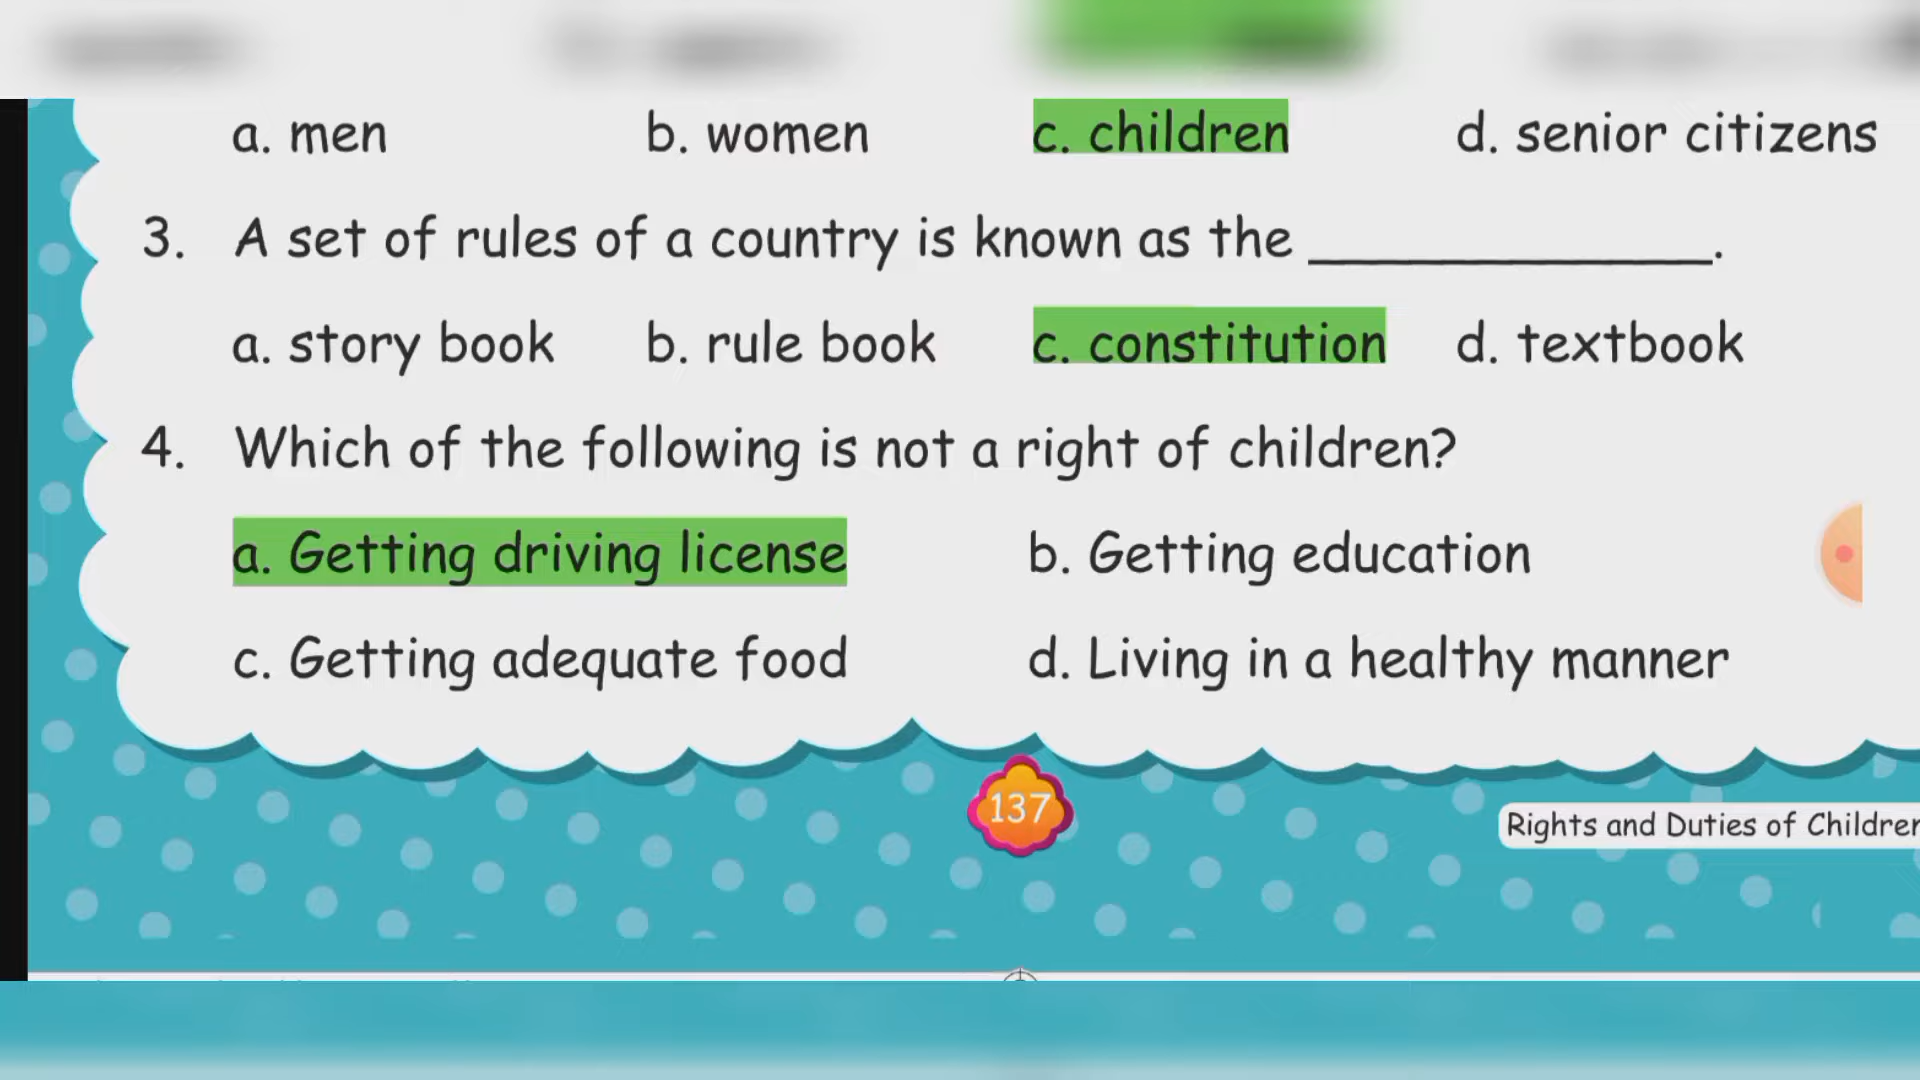 a. men b. women c. children d. senior citizens
3. A set of rules of a country is known as the ______________.
a. story book b. rule book c. constitution d. textbook
4. Which of the following is not a right of children?
a. Getting driving license b. Getting education
c. Getting adequate food d. Living in a healthy manner
137
Rights and Duties of Children